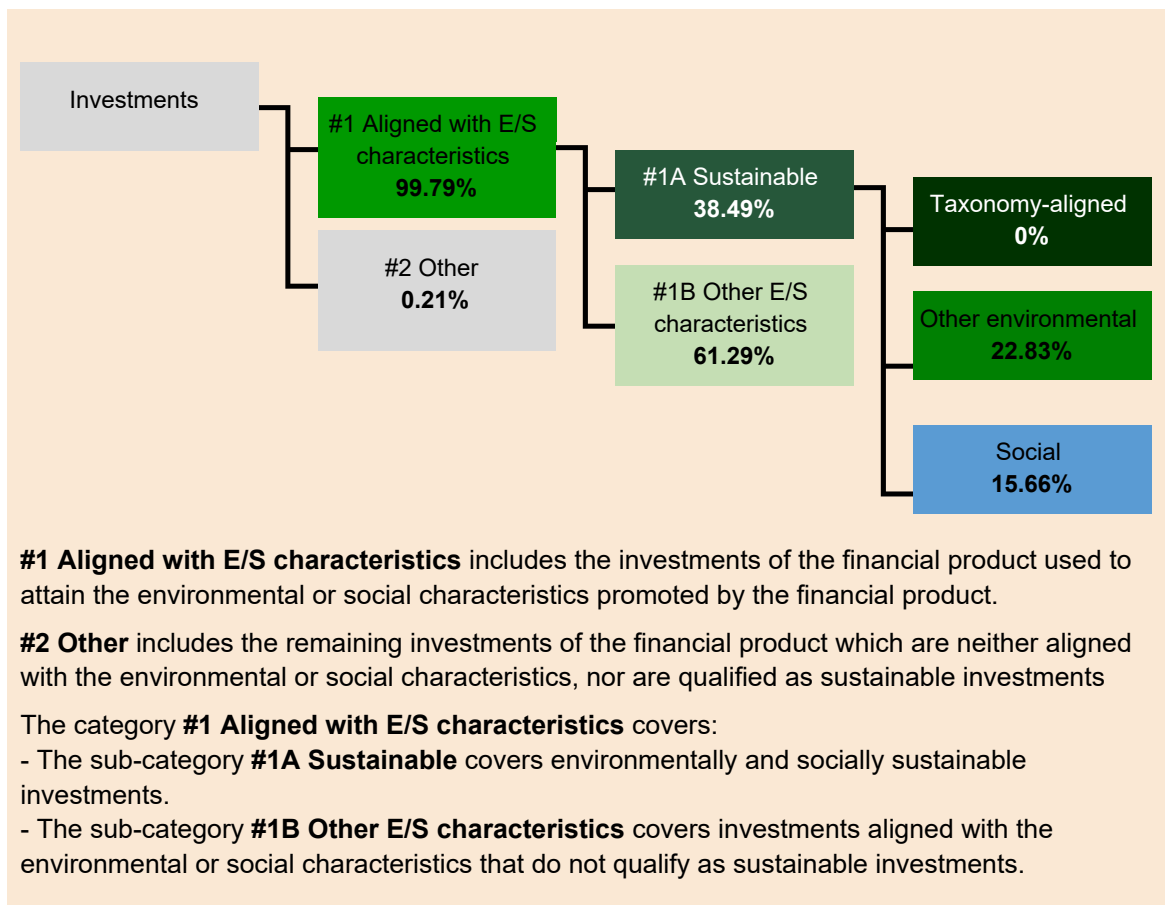 Investments
#1 Aligned with E/S
characteristics
99.79%
#2 Other
0.21%
#1A Sustainable
38.49%
#1B Other E/S
characteristics
61.29%
Taxonomy-aligned
0%
Other environmental
22.83%
Social
15.66%
#1 Aligned with E/S characteristics includes the investments of the financial product used to
attain the environmental or social characteristics promoted by the financial product.
#2 Other includes the remaining investments of the financial product which are neither aligned
with the environmental or social characteristics, nor are qualified as sustainable investments
The category #1 Aligned with E/S characteristics covers:
- The sub-category #1A Sustainable covers environmentally and socially sustainable
investments.
- The sub-category #1B Other E/S characteristics covers investments aligned with the
environmental or social characteristics that do not qualify as sustainable investments.